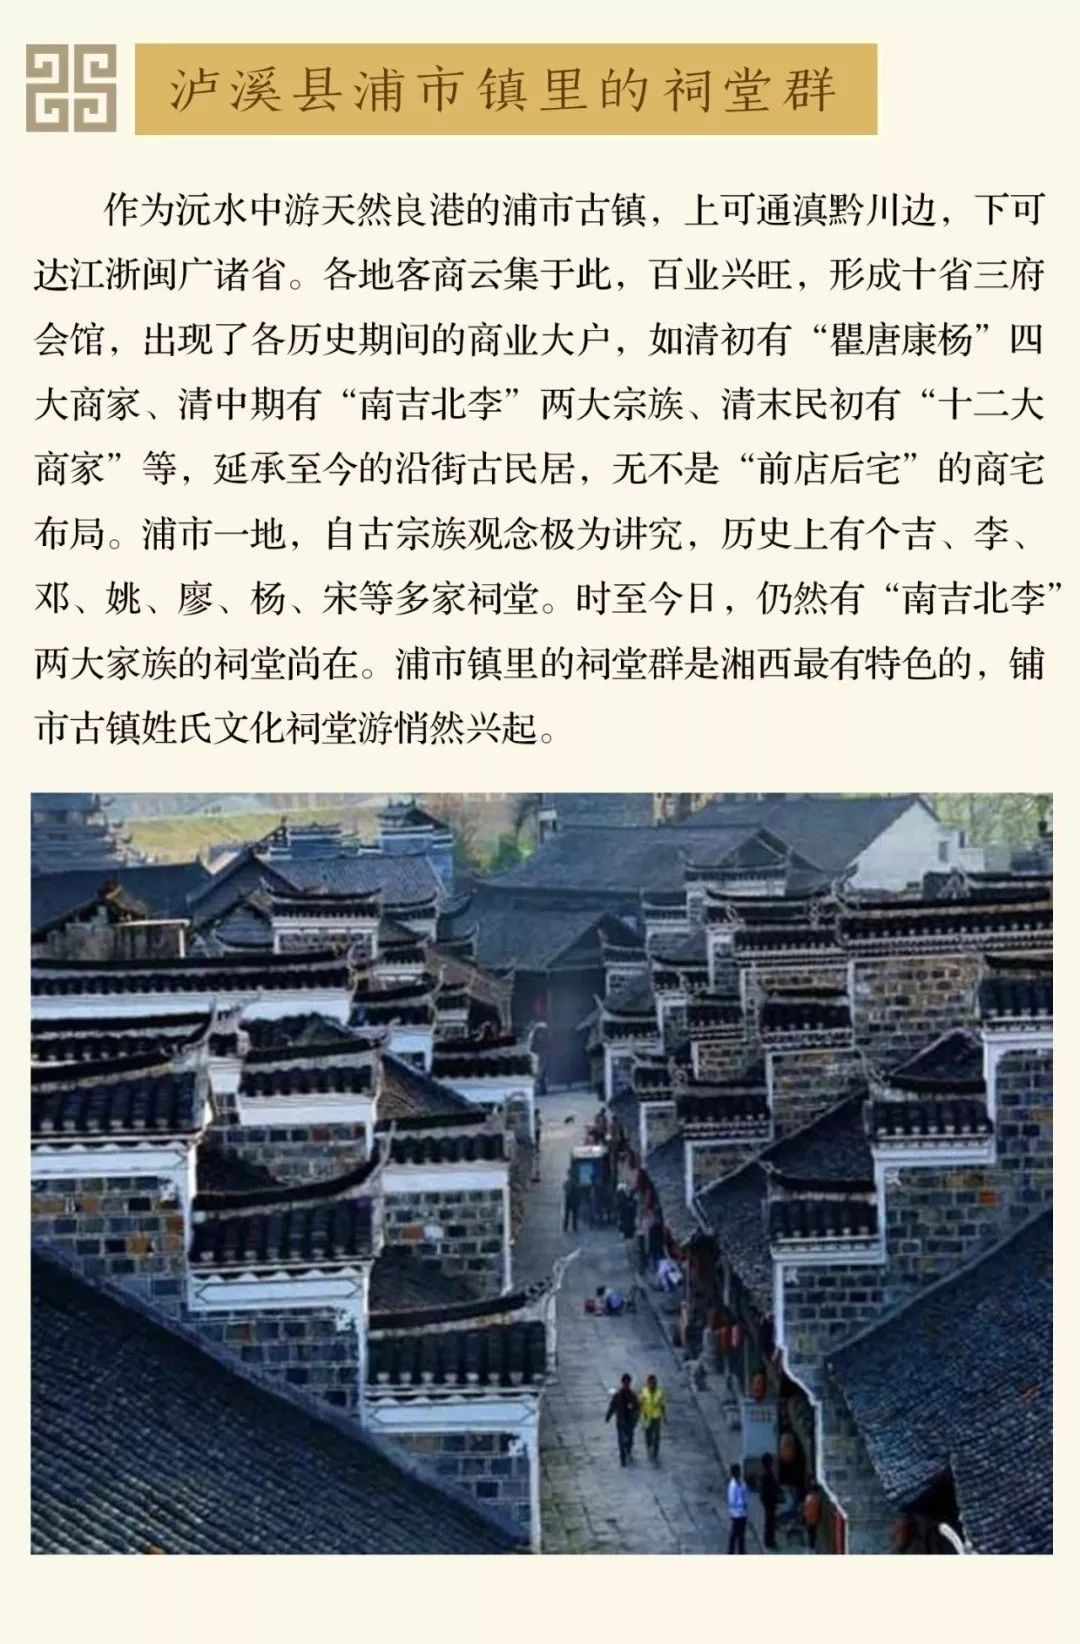 泸溪县浦市镇里的祠堂群
作为沅水中游天然良港的浦市古镇，上可通滇黔川边，下可
达江浙闽广诸省。各地客商云集于此，百业兴旺，形成十省三府
会馆，出现了各历史期间的商业大户，如清初有“瞿唐康杨”四
大商家、清中期有“南吉北李”两大宗族、清末民初有“十二大
商家”等，延承至今的沿街古民居，无不是“前店后宅”的商宅
布局。浦市一地，自古宗族观念极为讲究，历史上有个吉、李、
邓、姚、廖、杨、宋等多家祠堂。时至今日，仍然有“南吉北李”
两大家族的祠堂尚在。浦市镇里的祠堂群是湘西最有特色的，铺
市古镇姓氏文化祠堂游悄然兴起。